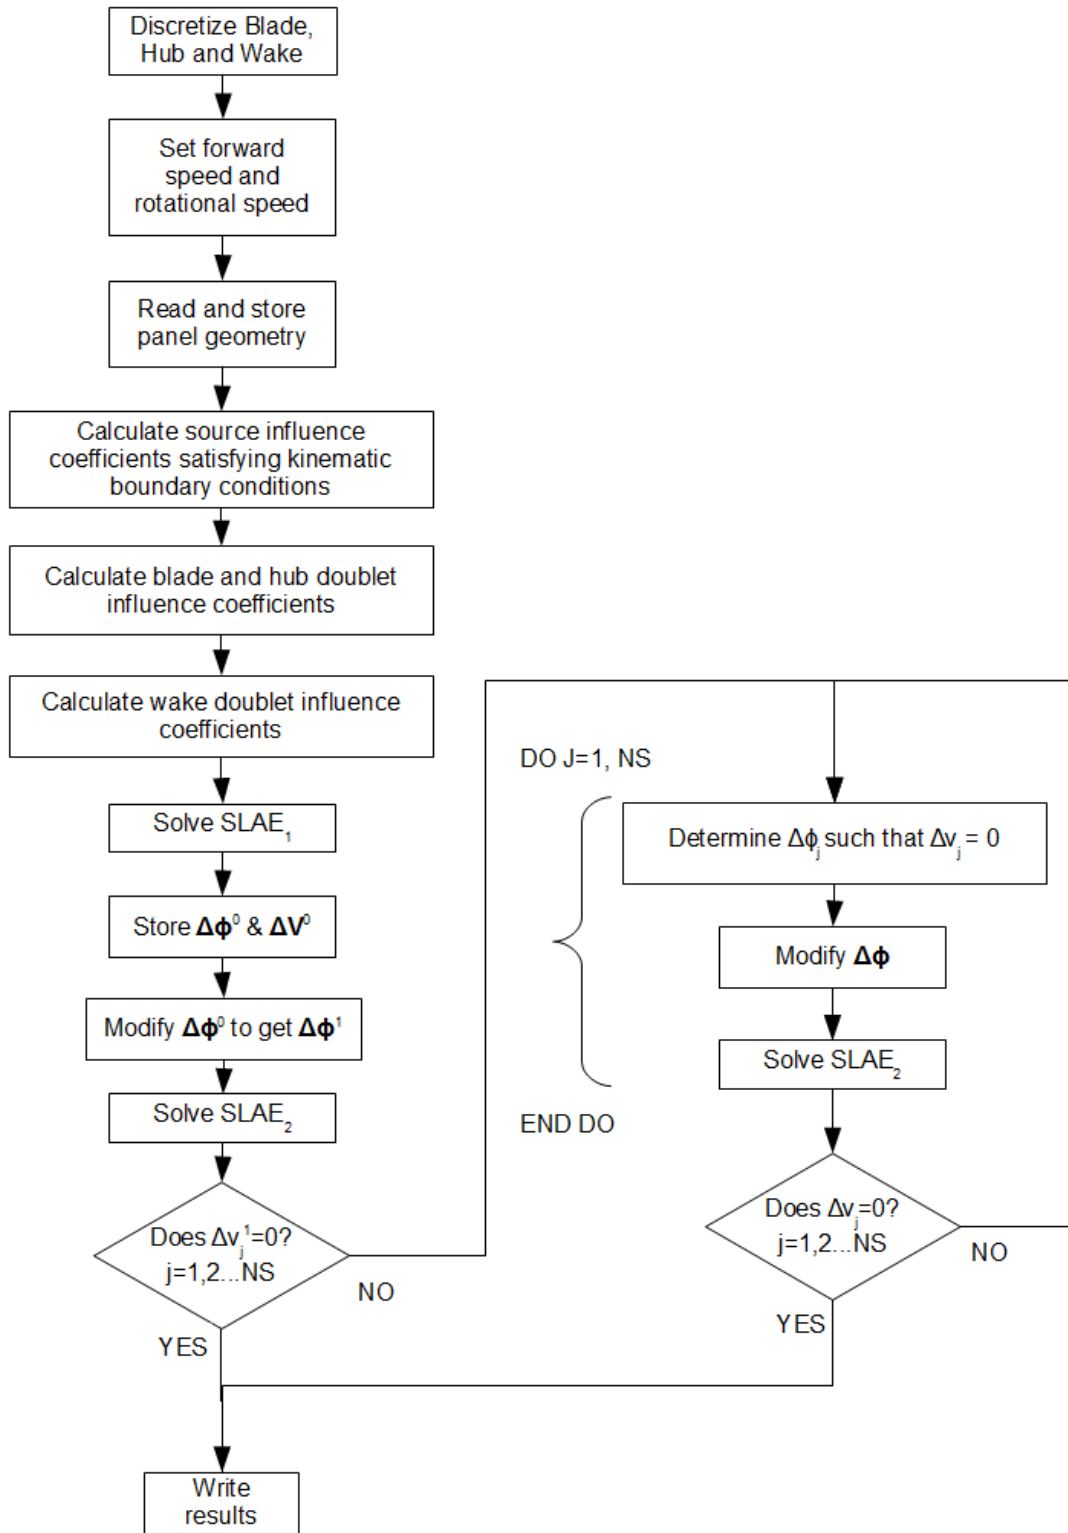 Discretize Blade,
Hub and Wake
Set forward
speed and
rotational speed
Read and store
panel geometry
Calculate source influence
coefficients satisfying kinematic
boundary conditions
Calculate blade and hub doublet
influence coefficients
Calculate wake doublet influence
coefficients
Solve SLAE₁
Store Δϕ⁰ & ΔV⁰
Modify Δϕ⁰ to get Δϕ¹
Solve SLAE₂
Does Δvⱼ¹=0?
j=1,2...NS
NO
YES
Write
results
DO J=1, NS
Determine Δϕⱼ such that Δvⱼ = 0
Modify Δϕ
Solve SLAE₂
END DO
Does Δvⱼ=0?
j=1,2...NS
NO
YES